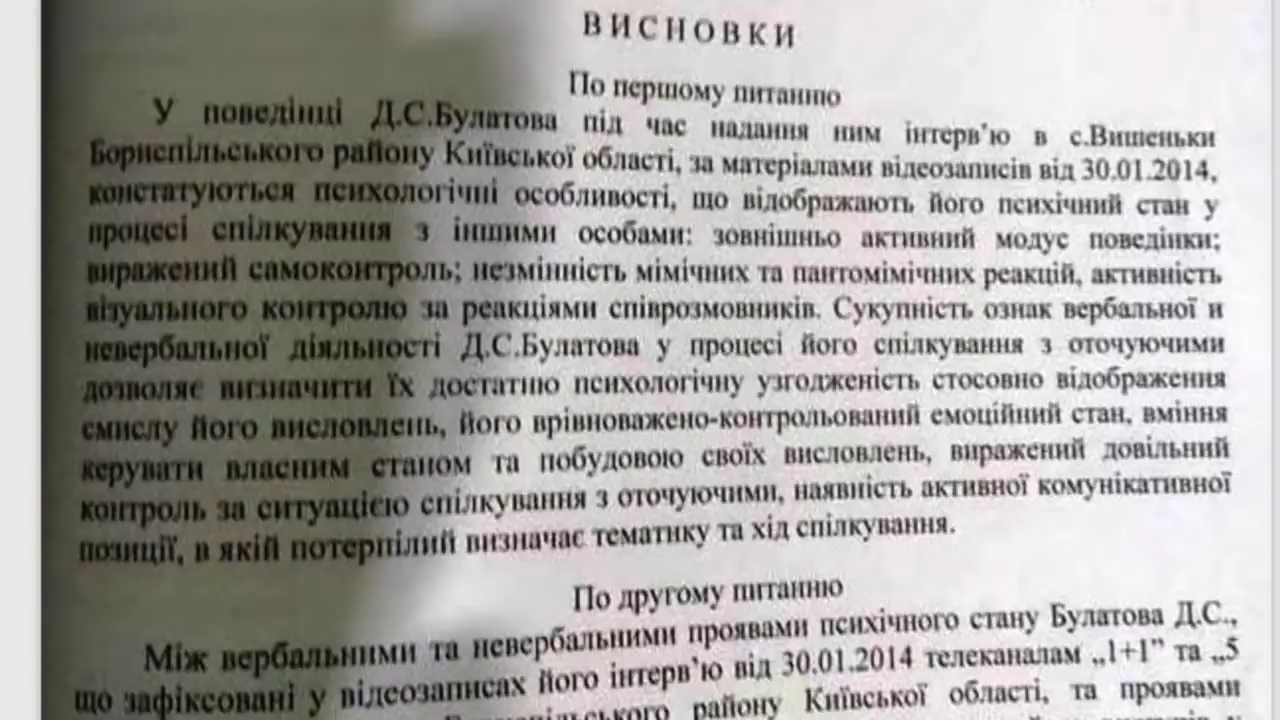 ВИСНОВКИ
По першому питанню
У поведінці Д.С.Булатова під час надання ним інтерв’ю в с.Вишеньки
Бориспільського району Київської області, за матеріалами відеозаписів від 30.01.2014,
констатуються психологічні особливості, що відображають його психічний стан у
процесі спілкування з іншими особами: зовнішньо активний модус поведінки;
виражений самоконтроль; незмінність мімічних та пантомімічних реакцій, активність
візуального контролю за реакціями співрозмовників. Сукупність ознак вербальної и
невербальної діяльності Д.С.Булатова у процесі його спілкування з оточуючими
дозволяє визначити їх достатню психологічну узгодженість стосовно відображення
смислу його висловлень, його врівноважено-контрольований емоційний стан, вміння
керувати власним станом та побудовою своїх висловлень, виражений довільний
контроль за ситуацією спілкування з оточуючими, наявність активної комунікативної
позиції, в якій потерпілий визначає тематику та хід спілкування.
По другому питанню
Між вербальними та невербальними проявами психічного стану Булатова Д.С.,
що зафіксовані у відеозаписах його інтерв’ю від 30.01.2014 телеканалам „1+1” та „5
району Київської області, та проявами